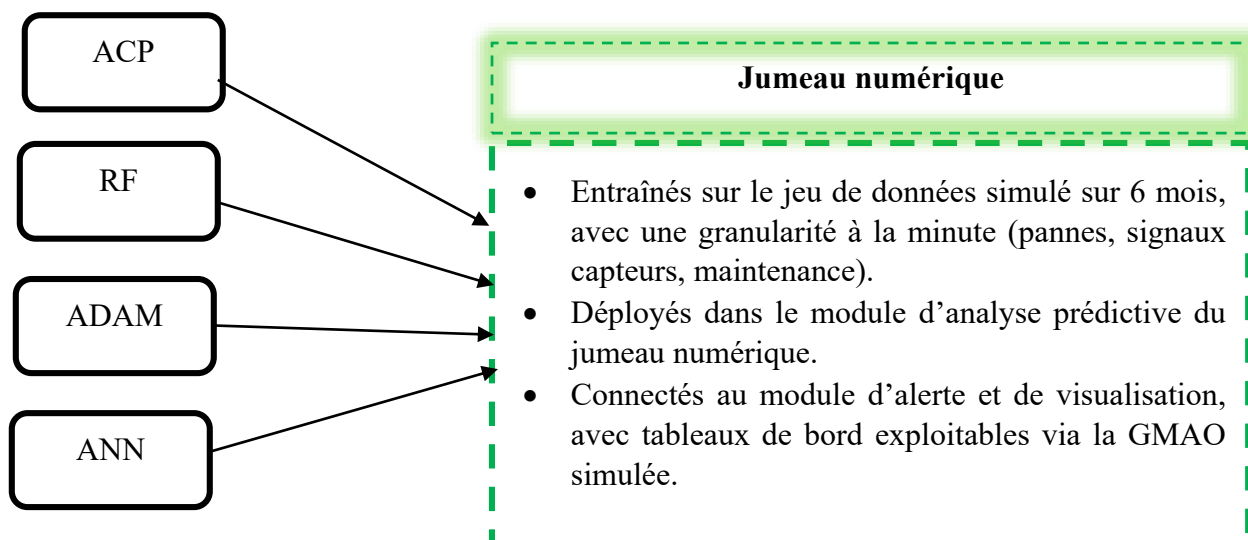 ACP
RF
ADAM
ANN
Jumeau numérique
• Entraînés sur le jeu de données simulé sur 6 mois,
avec une granularité à la minute (pannes, signaux
capteurs, maintenance).
• Déployés dans le module d’analyse prédictive du
jumeau numérique.
• Connectés au module d’alerte et de visualisation,
avec tableaux de bord exploitables via la GMAO
simulée.